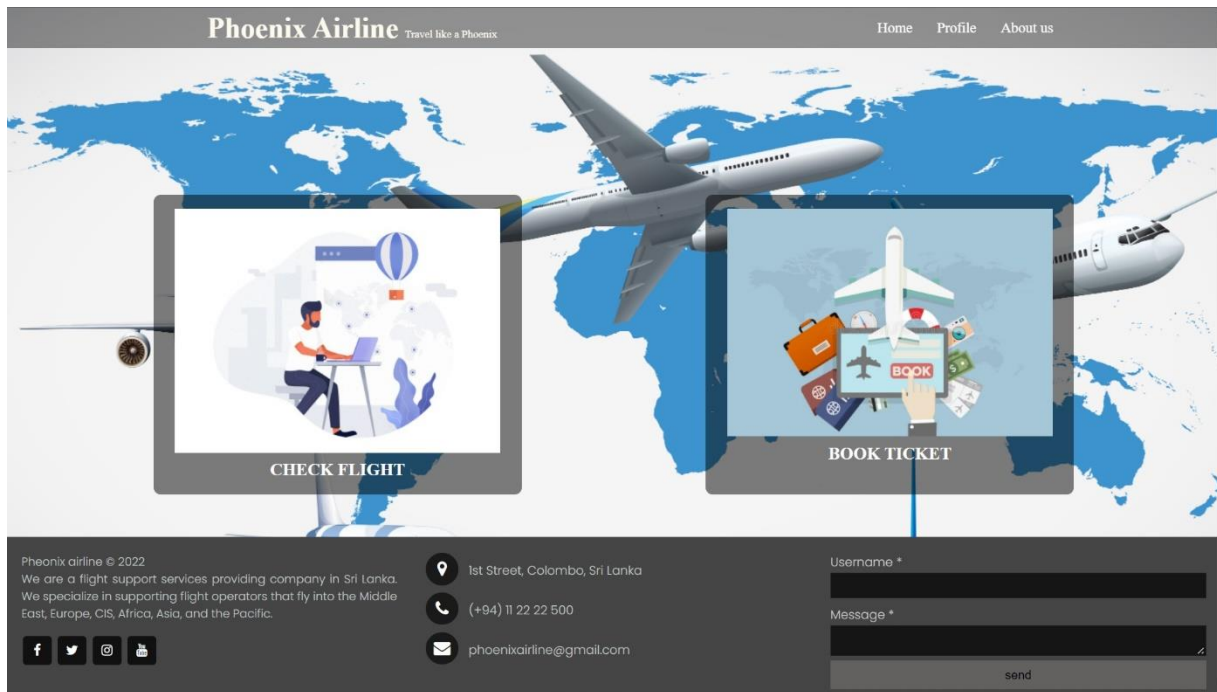 Phoenix Airline Travel like a Phoenix
Home Profile About us
BOOK
CHECK FLIGHT
BOOK TICKET
Pheonix airline © 2022
We are a flight support services providing company in Sri Lanka.
We specialize in supporting flight operators that fly into the Middle
East, Europe, CIS, Africa, Asia, and the Pacific.
1st Street, Colombo, Sri Lanka
(+94) 11 22 22 500
phoenixairline@gmail.com
Username *
Message *
send